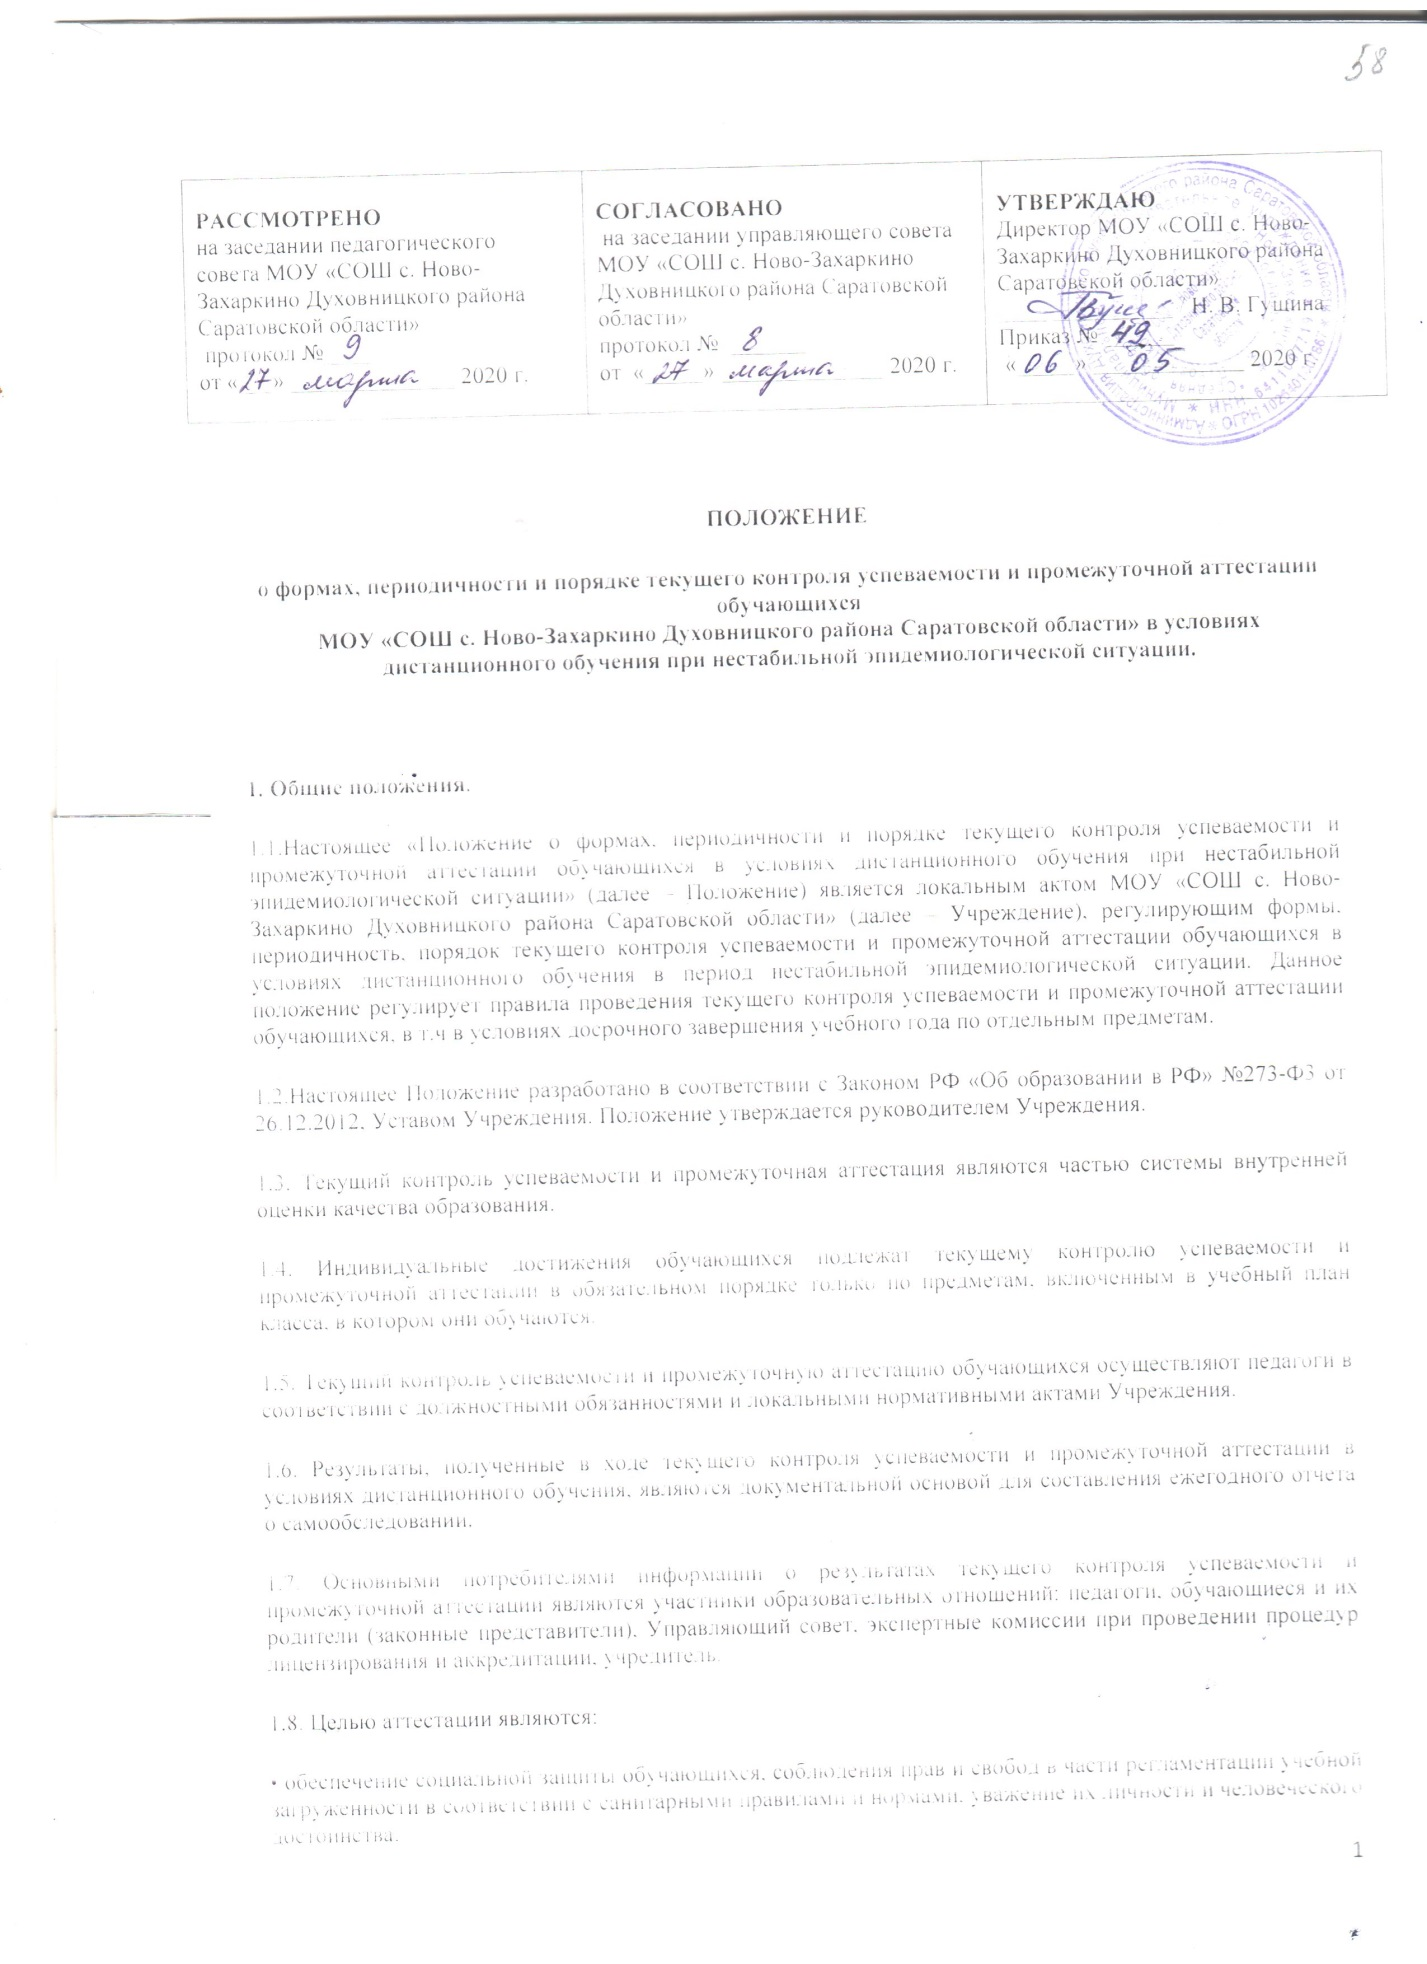 58
РАССМОТРЕНО
на заседании педагогического
совета МОУ «СОШ с. Ново-
Захаркино Духовницкого района
Саратовской области»
протокол № 9
от «27» марта 2020 г.
СОГЛАСОВАНО
на заседании управляющего совета
МОУ «СОШ с. Ново-Захаркино
Духовницкого района Саратовской
области»
протокол № 8
от « 27 » марта 2020 г.
УТВЕРЖДАЮ
Директор МОУ «СОШ с. Ново-
Захаркино Духовницкого района
Саратовской области»
Н. В. Гущина
Приказ № 49
« 06 » 05 2020 г.
ПОЛОЖЕНИЕ
о формах, периодичности и порядке текущего контроля успеваемости и промежуточной аттестации
обучающихся
МОУ «СОШ с. Ново-Захаркино Духовницкого района Саратовской области» в условиях
дистанционного обучения при нестабильной эпидемиологической ситуации.
1. Общие положения.
1.1.Настоящее «Положение о формах, периодичности и порядке текущего контроля успеваемости и
промежуточной аттестации обучающихся в условиях дистанционного обучения при нестабильной
эпидемиологической ситуации» (далее – Положение) является локальным актом МОУ «СОШ с. Ново-
Захаркино Духовницкого района Саратовской области» (далее – Учреждение), регулирующим формы,
периодичность, порядок текущего контроля успеваемости и промежуточной аттестации обучающихся в
условиях дистанционного обучения в период нестабильной эпидемиологической ситуации. Данное
положение регулирует правила проведения текущего контроля успеваемости и промежуточной аттестации
обучающихся, в т.ч в условиях досрочного завершения учебного года по отдельным предметам.
1.2.Настоящее Положение разработано в соответствии с Законом РФ «Об образовании в РФ» №273-ФЗ от
26.12.2012, Уставом Учреждения. Положение утверждается руководителем Учреждения.
1.3. Текущий контроль успеваемости и промежуточная аттестация являются частью системы внутренней
оценки качества образования.
1.4. Индивидуальные достижения обучающихся подлежат текущему контролю успеваемости и
промежуточной аттестации в обязательном порядке только по предметам, включенным в учебный план
класса, в котором они обучаются.
1.5. Текущий контроль успеваемости и промежуточную аттестацию обучающихся осуществляют педагоги в
соответствии с должностными обязанностями и локальными нормативными актами Учреждения.
1.6. Результаты, полученные в ходе текущего контроля успеваемости и промежуточной аттестации в
условиях дистанционного обучения, являются документальной основой для составления ежегодного отчета
о самообследовании.
1.7. Основными потребителями информации о результатах текущего контроля успеваемости и
промежуточной аттестации являются участники образовательных отношений: педагоги, обучающиеся и их
родители (законные представители), Управляющий совет, экспертные комиссии при проведении процедур
лицензирования и аккредитации, учредитель.
1.8. Целью аттестации являются:
• обеспечение социальной защиты обучающихся, соблюдения прав и свобод в части регламентации учебной
загруженности в соответствии с санитарными правилами и нормами, уважение их личности и человеческого
достоинства.
1